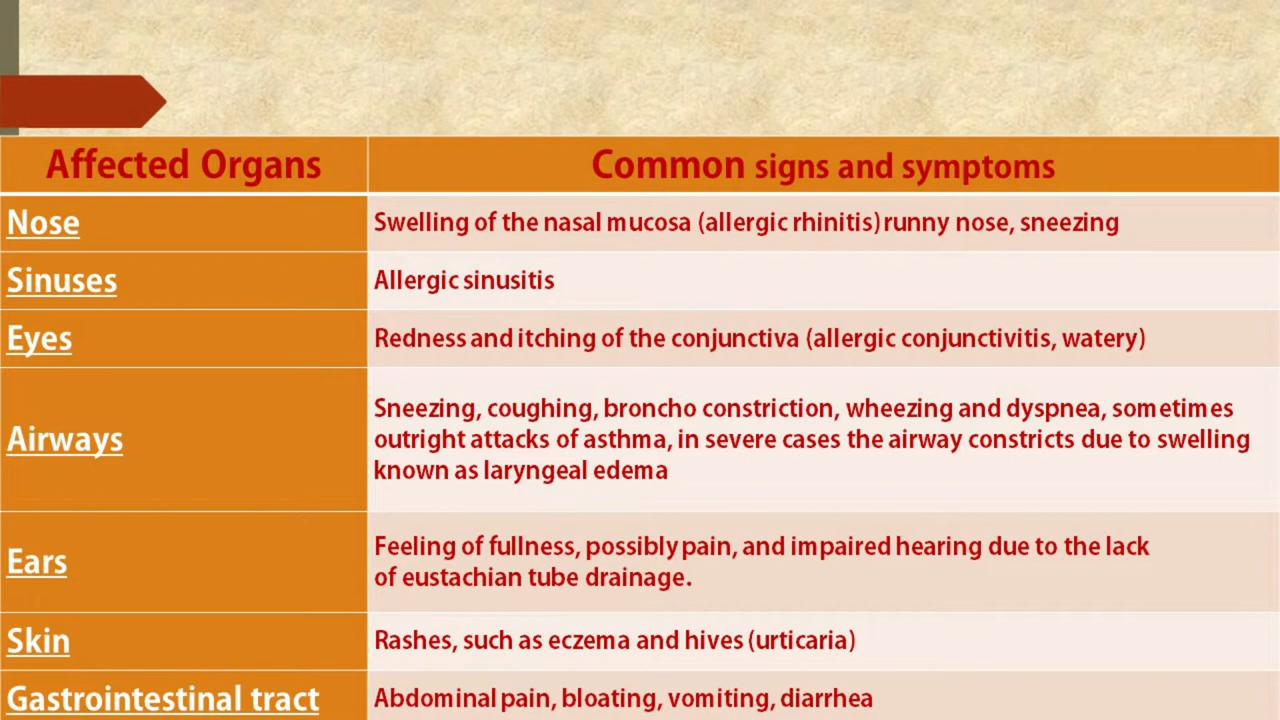 Affected Organs
Common signs and symptoms
Nose
Swelling of the nasal mucosa (allergic rhinitis) runny nose, sneezing
Sinuses
Allergic sinusitis
Eyes
Redness and itching of the conjunctiva (allergic conjunctivitis, watery)
Airways
Sneezing, coughing, broncho constriction, wheezing and dyspnea, sometimes
outright attacks of asthma, in severe cases the airway constricts due to swelling
known as laryngeal edema
Ears
Feeling of fullness, possibly pain, and impaired hearing due to the lack
of eustachian tube drainage.
Skin
Rashes, such as eczema and hives (urticaria)
Gastrointestinal tract
Abdominal pain, bloating, vomiting, diarrhea